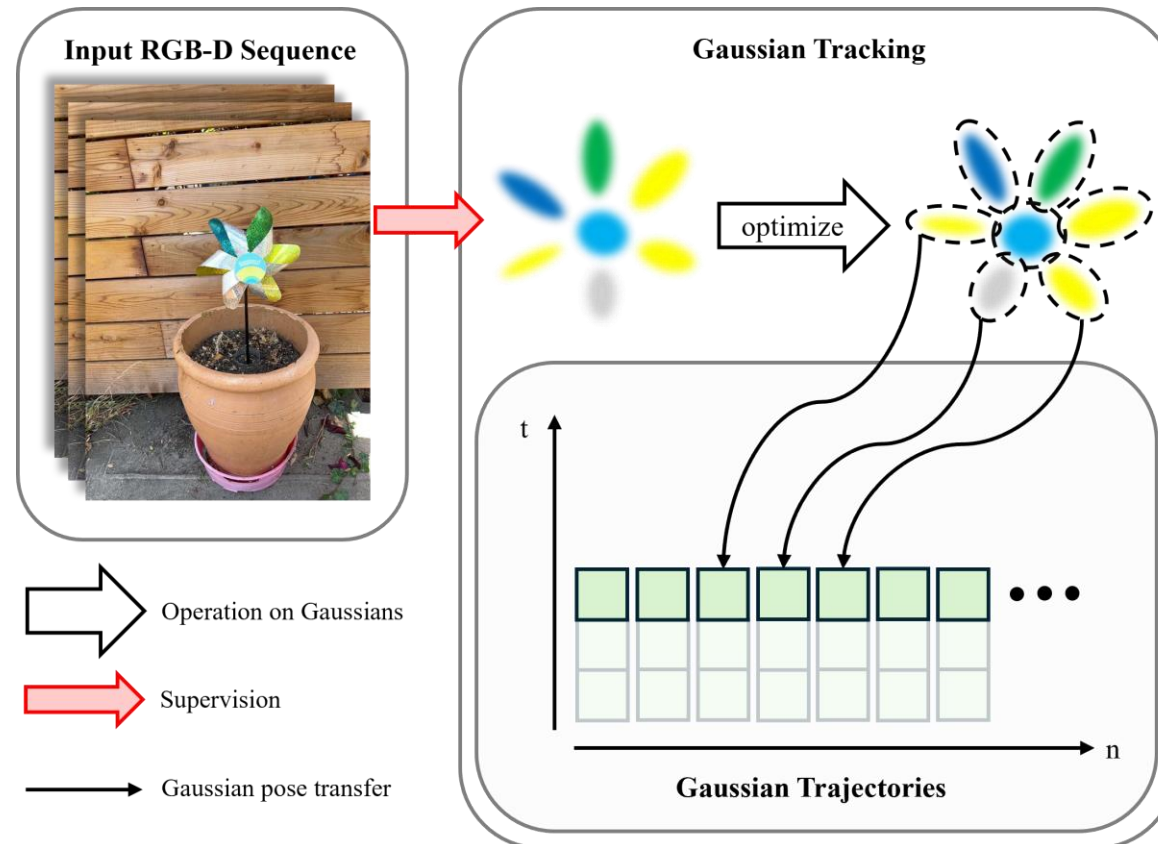 Input RGB-D Sequence
Gaussian Tracking
optimize
t
n
Gaussian Trajectories
Operation on Gaussians
Supervision
Gaussian pose transfer